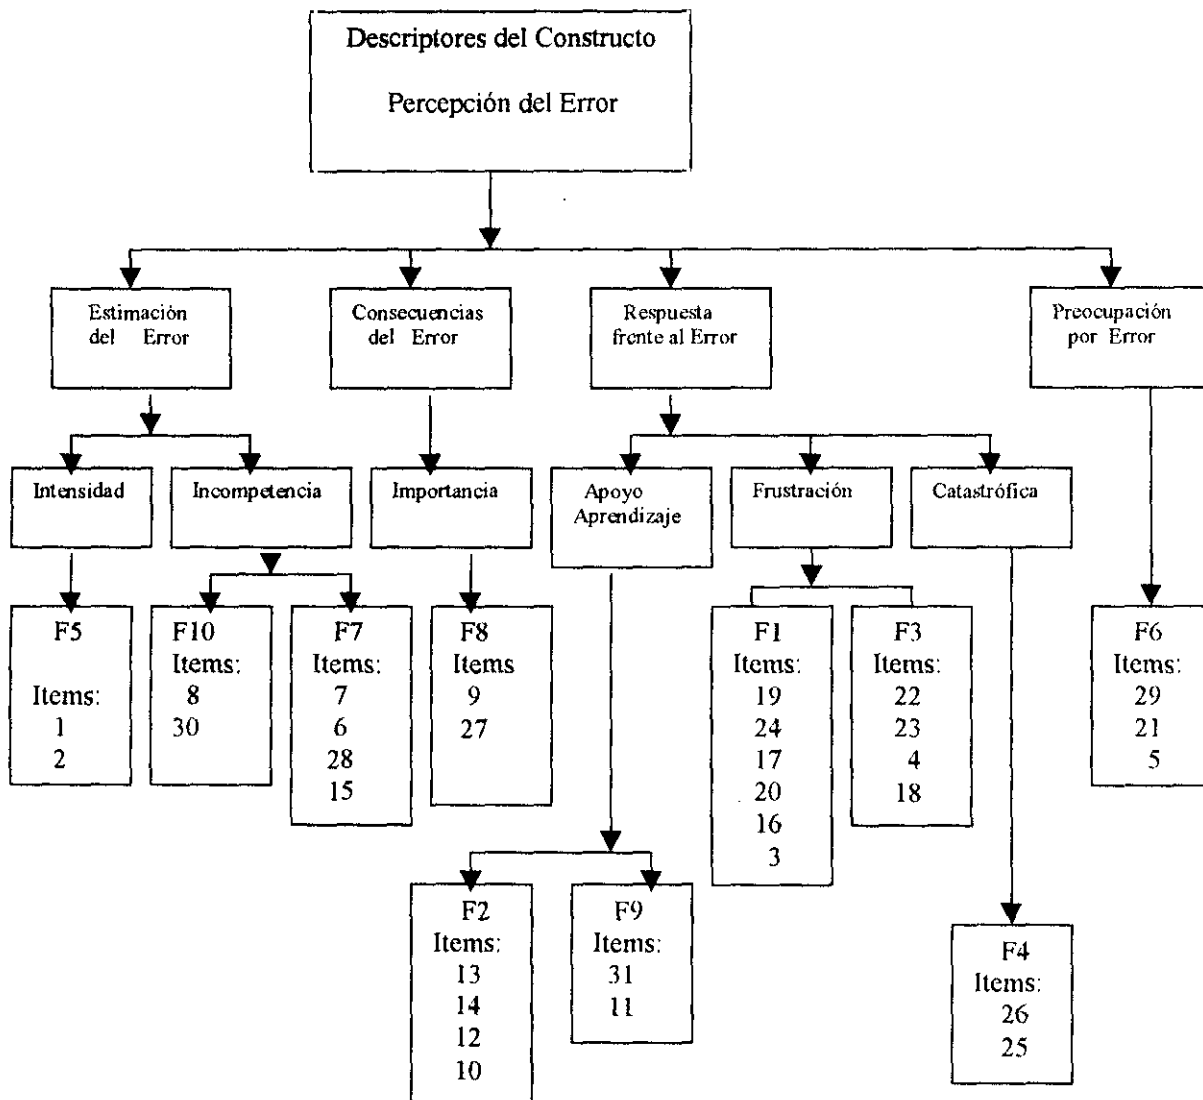 Descriptores del Constructo
Percepción del Error
Estimación
del Error
Consecuencias
del Error
Respuesta
frente al Error
Preocupación
por Error
Intensidad
Incompetencia
Importancia
Apoyo
Aprendizaje
Frustración
Catastrófica
F5
Items:
1
2
F10
Items:
8
30
F7
Items:
7
6
28
15
F8
Items
9
27
F1
Items:
19
24
17
20
16
3
F3
Items:
22
23
4
18
F6
Items:
29
21
5
F2
Items:
13
14
12
10
F9
Items:
31
11
F4
Items:
26
25